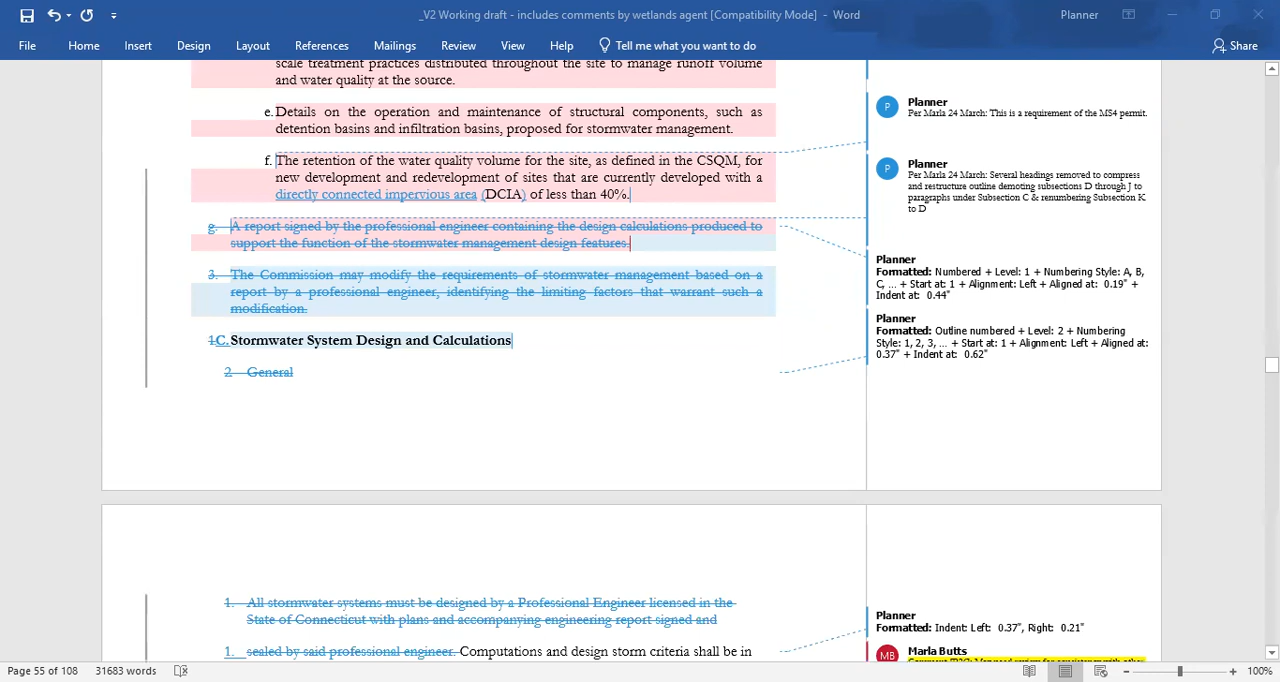 _V2 Working draft - includes comments by wetlands agent [Compatibility Mode] - Word
Planner
File Home Insert Design Layout References Mailings Review View Help Tell me what you want to do Share
scale treatment practices distributed throughout the site to manage runoff volume
and water quality at the source.
e. Details on the operation and maintenance of structural components, such as
detention basins and infiltration basins, proposed for stormwater management.
f. The retention of the water quality volume for the site, as defined in the CSQM, for
new development and redevelopment of sites that are currently developed with a
directly connected impervious area (DCIA) of less than 40%.
g. A report signed by the professional engineer containing the design calculations produced to
support the function of the stormwater management design features.
3. The Commission may modify the requirements of stormwater management based on a
report by a professional engineer, identifying the limiting factors that warrant such a
modification.
1C. Stormwater System Design and Calculations
2 General
P
Planner
Per Marla 24 March: This is a requirement of the MS4 permit.
P
Planner
Per Marla 24 March: Several headings removed to compress
and restructure outline demoting subsections D through J to
paragraphs under Subsection C & renumbering Subsection K
to D
Planner
Formatted: Numbered + Level: 1 + Numbering Style: A, B,
C, … + Start at: 1 + Alignment: Left + Aligned at: 0.19" +
Indent at: 0.44"
Planner
Formatted: Outline numbered + Level: 2 + Numbering
Style: 1, 2, 3, … + Start at: 1 + Alignment: Left + Aligned at:
0.37" + Indent at: 0.62"
1. All stormwater systems must be designed by a Professional Engineer licensed in the
State of Connecticut with plans and accompanying engineering report signed and
1. sealed by said professional engineer. Computations and design storm criteria shall be in
Planner
Formatted: Indent: Left: 0.37", Right: 0.21"
MB
Marla Butts
Page 55 of 108 31683 words 100%